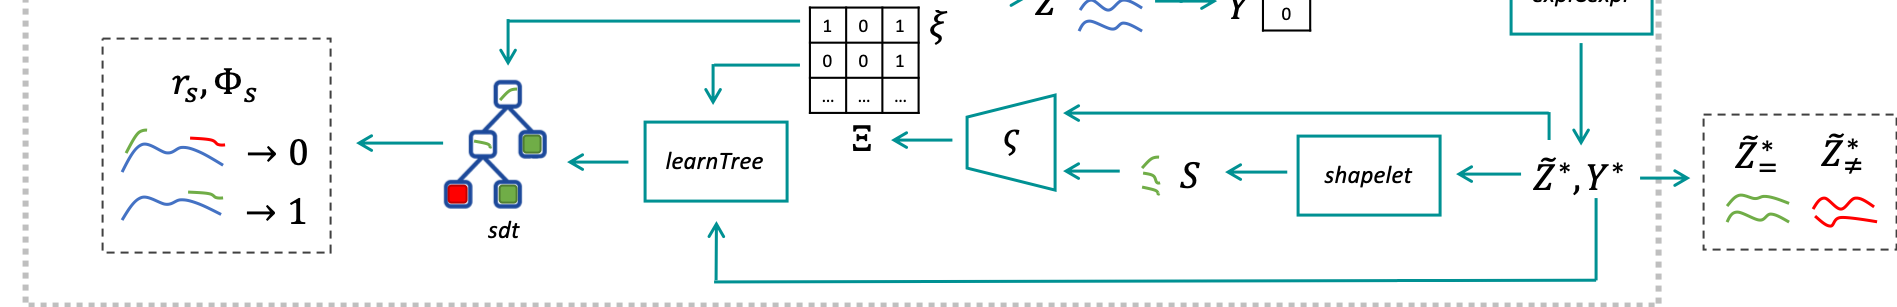 Z Y 0
1 0 1 ξ
0 0 1
... ... ...
r_s, Φ_s
→ 0
→ 1
sdt
learnTree
Ξ
ς
S
shapelet
Z̃*, Y*
Z̃*₌ Z̃*≠